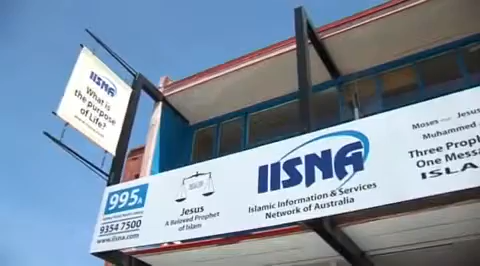 IISNA
What is
the purpose
of Life?
995A
9354 7500
www.iisna.com
Jesus
A Beloved Prophet
of Islam
IISNA
Islamic Information & Services
Network of Australia
Moses Jesus
Muhammed
Three Proph
One Messa
ISLA